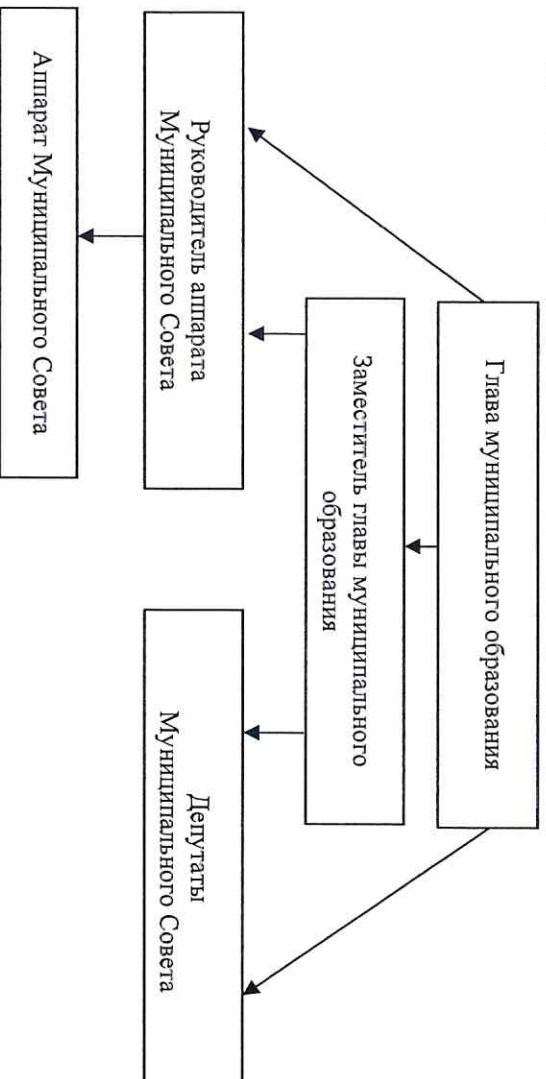 Глава муниципального образования
Заместитель главы муниципального
образования
Руководитель аппарата
Муниципального Совета
Депутаты
Муниципального Совета
Аппарат Муниципального Совета